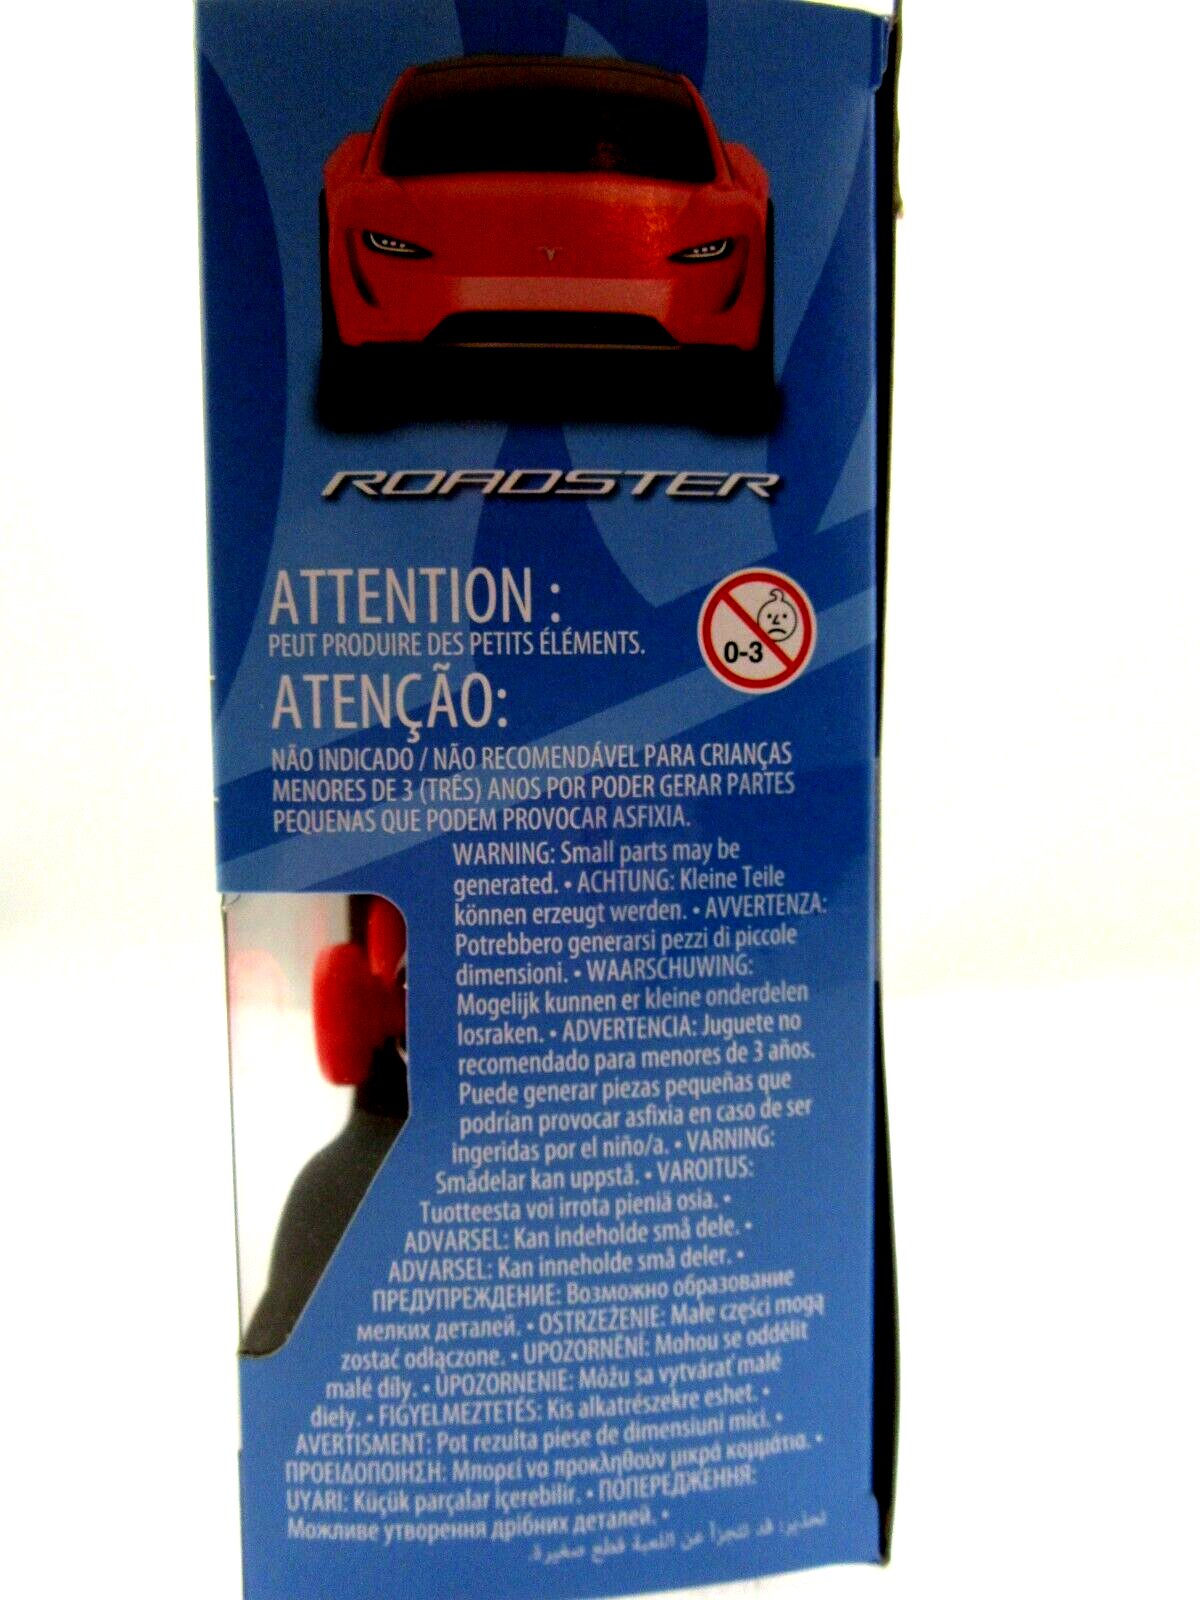 ROADSTER
ATTENTION :
PEUT PRODUIRE DES PETITS ÉLÉMENTS.
0-3
ATENÇÃO:
NÃO INDICADO / NÃO RECOMENDÁVEL PARA CRIANÇAS
MENORES DE 3 (TRÊS) ANOS POR PODER GERAR PARTES
PEQUENAS QUE PODEM PROVOCAR ASFIXIA.
WARNING: Small parts may be
generated. • ACHTUNG: Kleine Teile
können erzeugt werden. • AVVERTENZA:
Potrebbero generarsi pezzi di piccole
dimensioni. • WAARSCHUWING:
Mogelijk kunnen er kleine onderdelen
losraken. • ADVERTENCIA: Juguete no
recomendado para menores de 3 años.
Puede generar piezas pequeñas que
podrían provocar asfixia en caso de ser
ingeridas por el niño/a. • VARNING:
Smådelar kan uppstå. • VAROITUS:
Tuotteesta voi irrota pieniä osia. •
ADVARSEL: Kan indeholde små dele. •
ADVARSEL: Kan inneholde små deler. •
ПРЕДУПРЕЖДЕНИЕ: Возможно образование
мелких деталей. • OSTRZEŻENIE: Małe części mogą
zostać odłączone. • UPOZORNĚNÍ: Mohou se oddělit
malé díly. • UPOZORNENIE: Môžu sa vytvárať malé
diely. • FIGYELMEZTETÉS: Kis alkatrészekre eshet. •
AVERTISMENT: Pot rezulta piese de dimensiuni mici. •
ΠΡΟΕΙΔΟΠΟΙΗΣΗ: Μπορεί να προκληθούν μικρά κομμάτια. •
UYARI: Küçük parçalar içerebilir. • ПОПЕРЕДЖЕННЯ:
Можливе утворення дрібних деталей. •
تحذير: قد تتجزأ عن اللعبة قطع صغيرة.